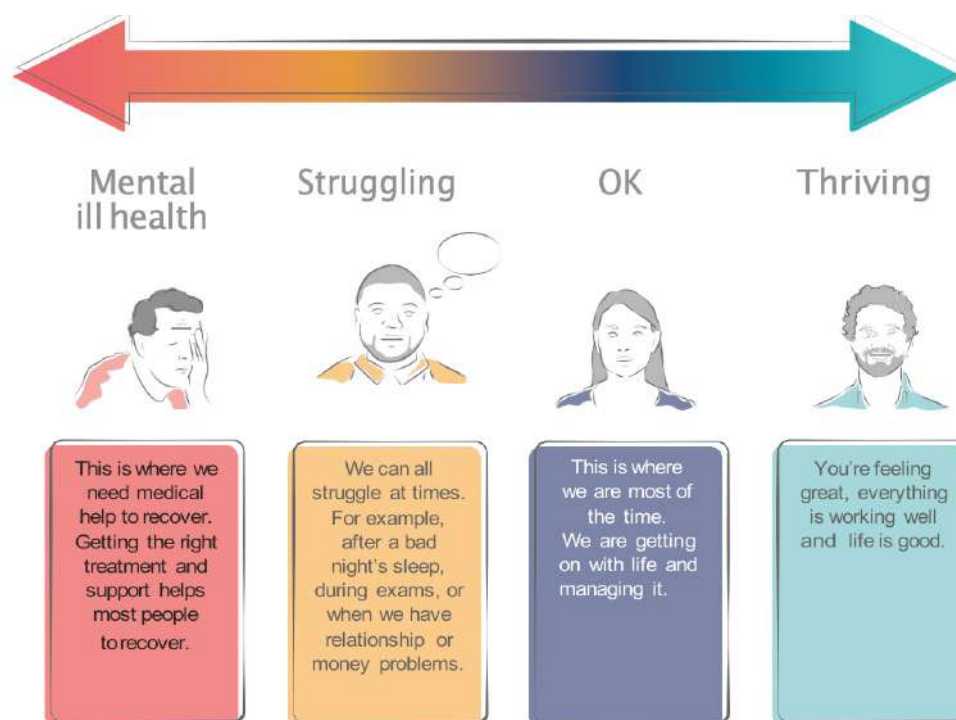 Mental
ill health
Struggling
OK
Thriving
This is where we
need medical
help to recover.
Getting the right
treatment and
support helps
most people
to recover.
We can all
struggle at times.
For example,
after a bad
night's sleep,
during exams, or
when we have
relationship or
money problems.
This is where
we are most of
the time.
We are getting
on with life and
managing it.
You're feeling
great, everything
is working well
and life is good.